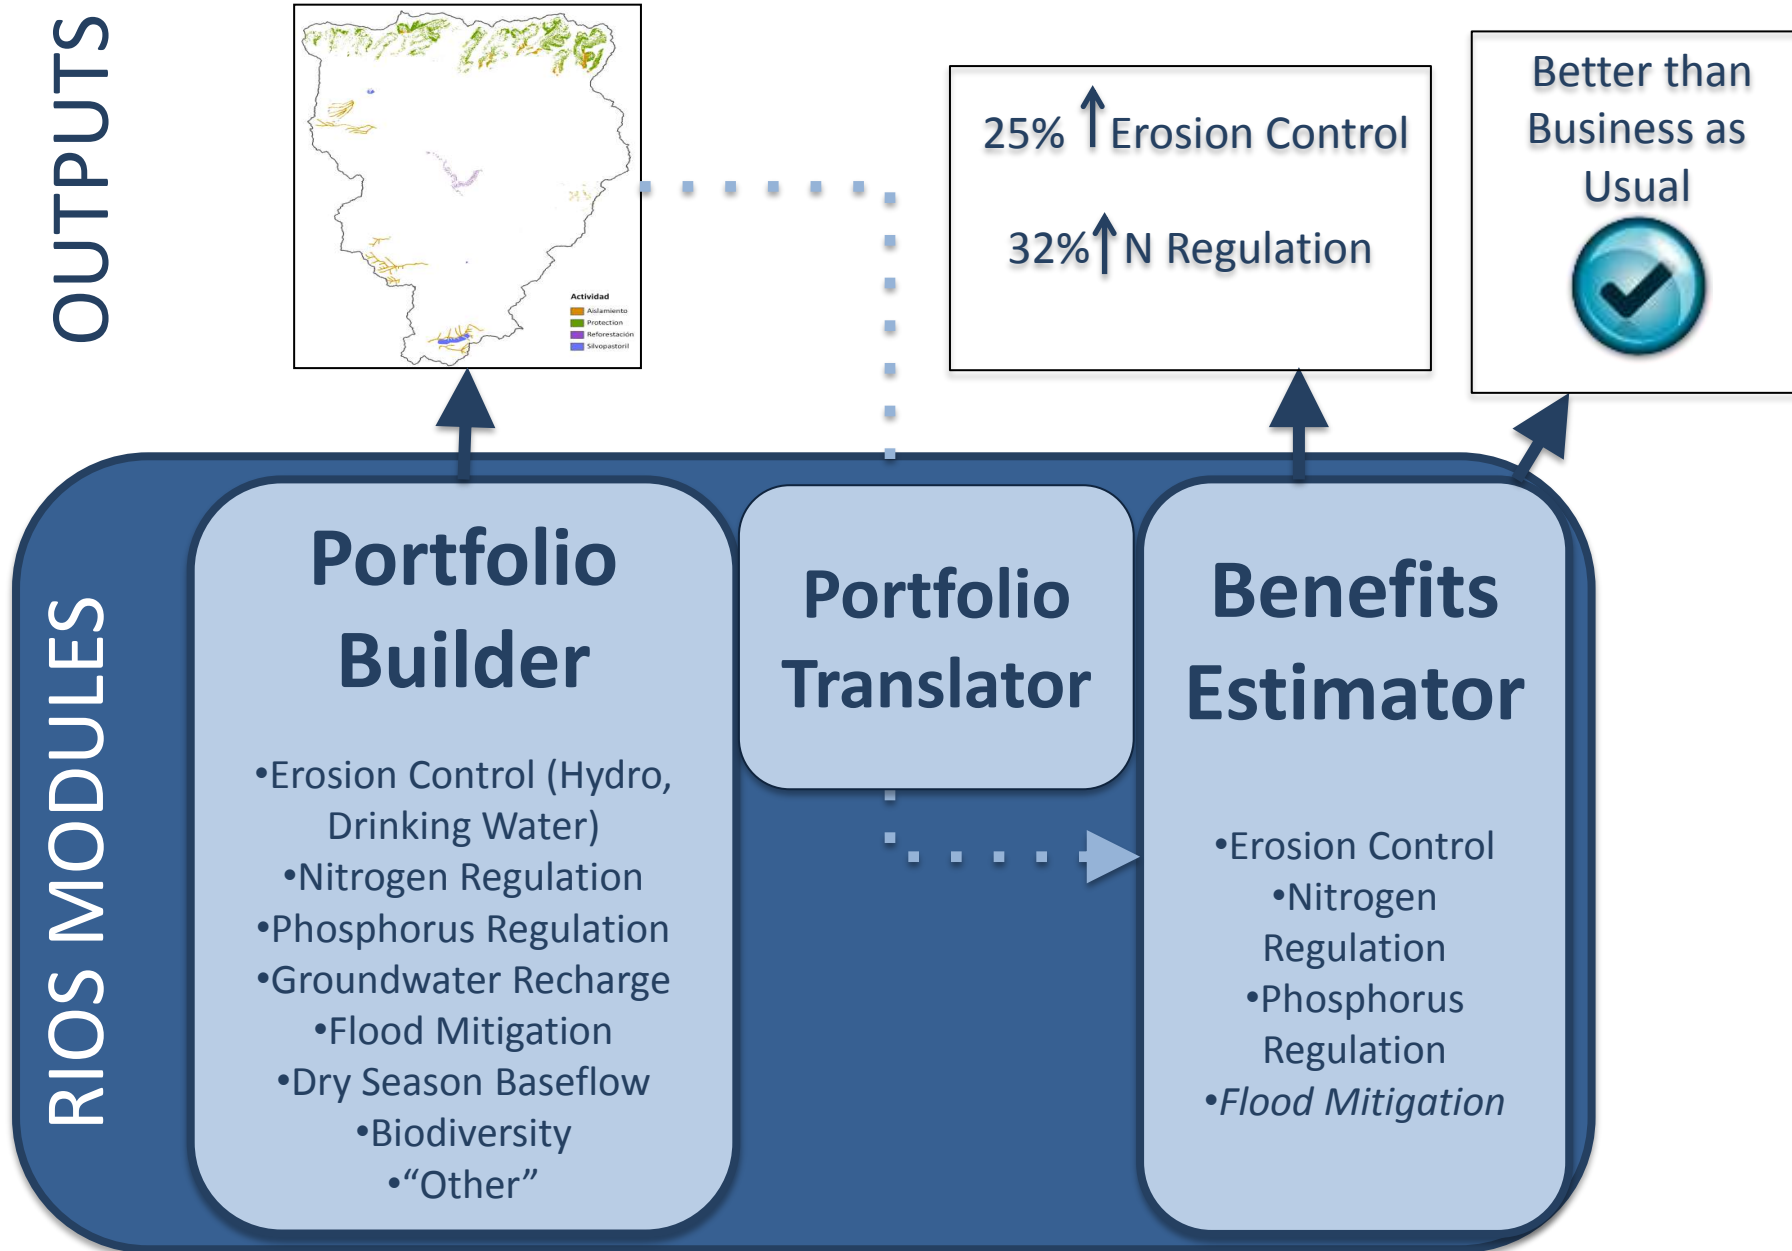 OUTPUTS
Actividad
Aislamiento
Protection
Reforestación
Silvopastoril
25% ↑ Erosion Control
32% ↑ N Regulation
Better than
Business as
Usual
RIOS MODULES
Portfolio
Builder
•Erosion Control (Hydro,
Drinking Water)
•Nitrogen Regulation
•Phosphorus Regulation
•Groundwater Recharge
•Flood Mitigation
•Dry Season Baseflow
•Biodiversity
•“Other”
Portfolio
Translator
Benefits
Estimator
•Erosion Control
•Nitrogen
Regulation
•Phosphorus
Regulation
•Flood Mitigation